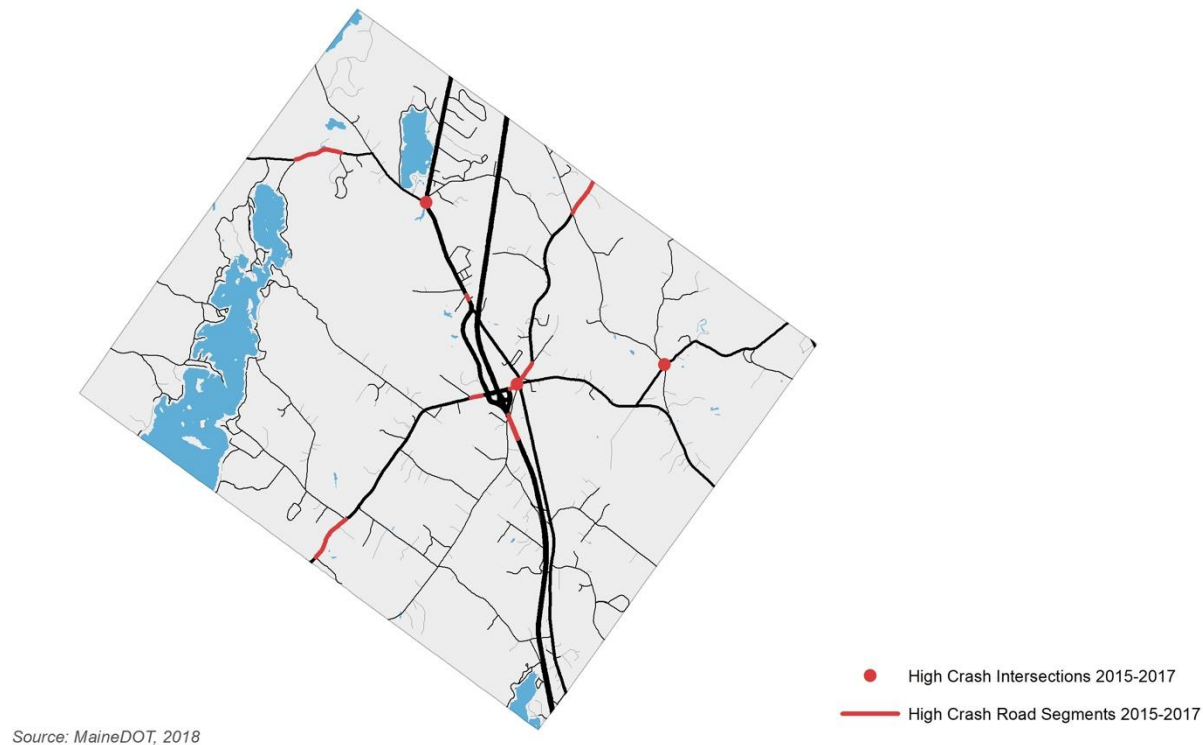 High Crash Intersections 2015-2017
High Crash Road Segments 2015-2017
Source: MaineDOT, 2018